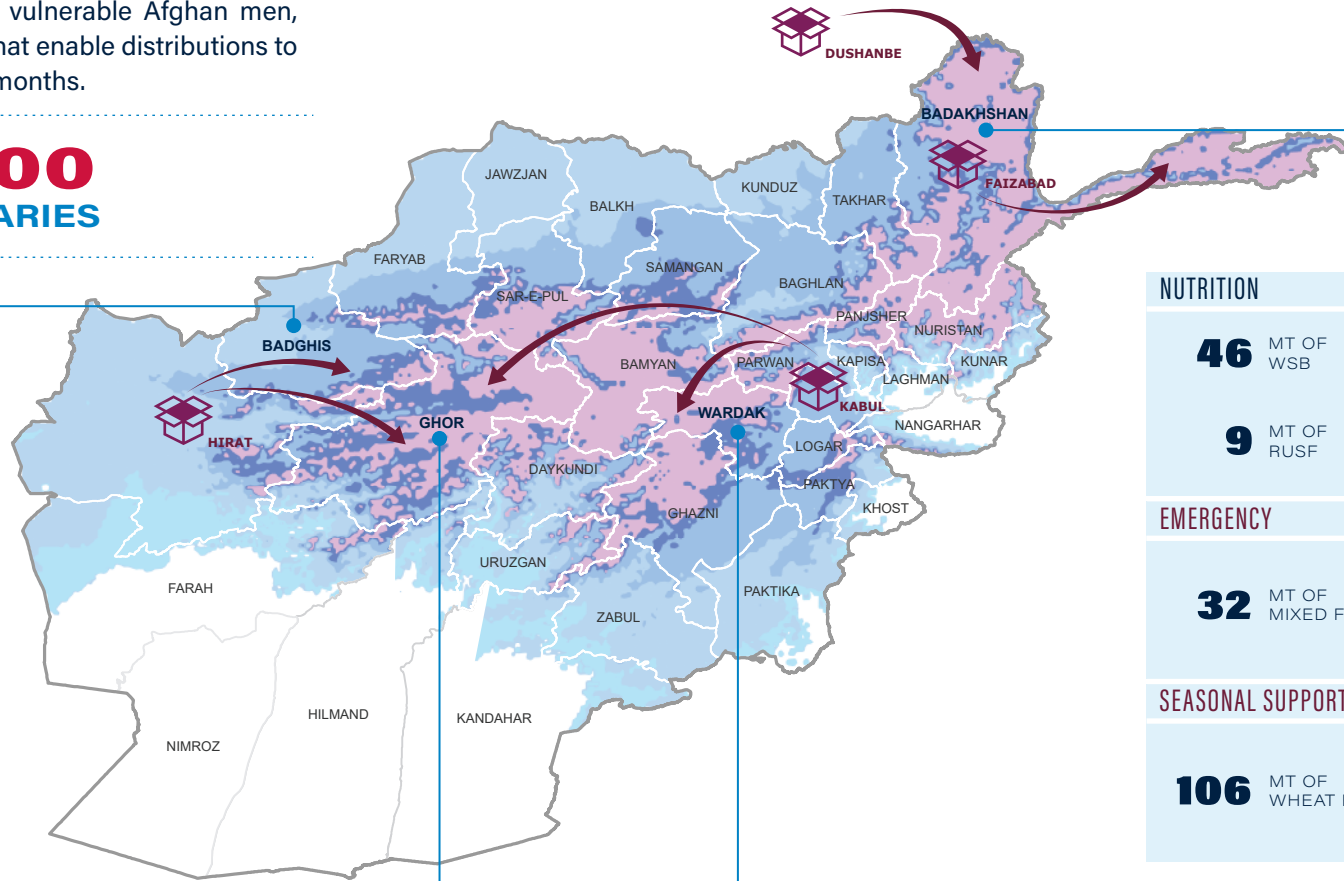 vulnerable Afghan men,
hat enable distributions to
months.
00
ARIES
DUSHANBE
BADAKHSHAN
FAIZABAD
JAWZJAN
BALKH
KUNDUZ
TAKHAR
FARYAB
SAMANGAN
BAGHLAN
SAR-E-PUL
PANJSHER
NURISTAN
BADGHIS
BAMYAN
PARWAN
KAPISA
KUNAR
LAGHMAN
KABUL
HIRAT
GHOR
WARDAK
NANGARHAR
LOGAR
DAYKUNDI
PAKTYA
GHAZNI
KHOST
URUZGAN
FARAH
PAKTIKA
ZABUL
HILMAND
KANDAHAR
NIMROZ
NUTRITION
46 MT OF
WSB
9 MT OF
RUSF
EMERGENCY
32 MT OF
MIXED F
SEASONAL SUPPORT
106 MT OF
WHEAT